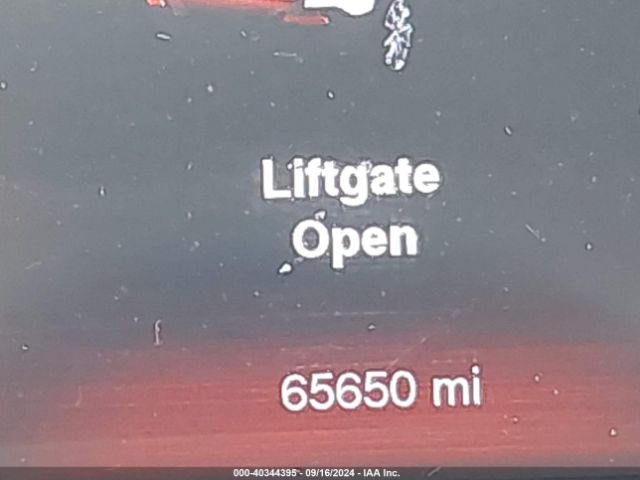 Liftgate
Open
65650 mi
000-40344395 - 09/16/2024 - IAA Inc.